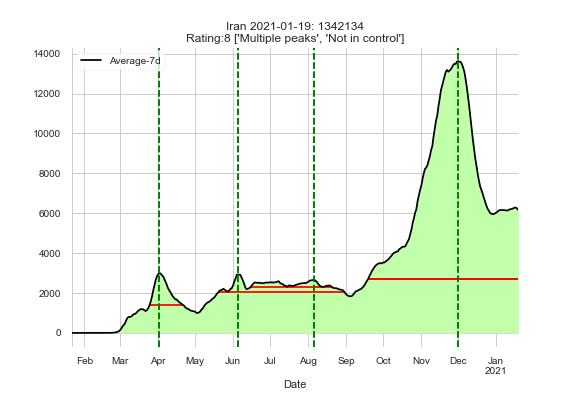 Iran 2021-01-19: 1342134
Rating:8 ['Multiple peaks', 'Not in control']
Average-7d
14000
12000
10000
8000
6000
4000
2000
0
Feb Mar Apr May Jun Jul Aug Sep Oct Nov Dec Jan
2021
Date